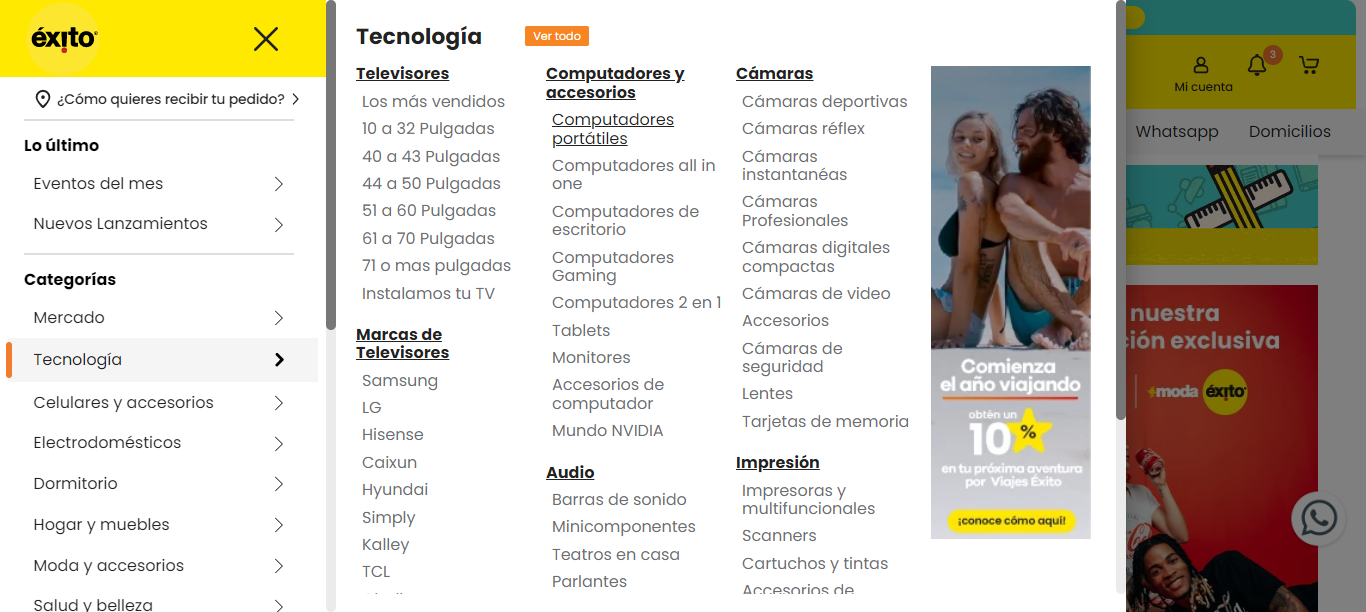 éxito
¿Cómo quieres recibir tu pedido?
Lo último
Eventos del mes
Nuevos Lanzamientos
Categorías
Mercado
Tecnología
Celulares y accesorios
Electrodomésticos
Dormitorio
Hogar y muebles
Moda y accesorios
Salud y belleza
Tecnología
Ver todo
Televisores
Los más vendidos
10 a 32 Pulgadas
40 a 43 Pulgadas
44 a 50 Pulgadas
51 a 60 Pulgadas
61 a 70 Pulgadas
71 o mas pulgadas
Instalamos tu TV
Marcas de
Televisores
Samsung
LG
Hisense
Caixun
Hyundai
Simply
Kalley
TCL
Computadores y
accesorios
Computadores
portátiles
Computadores all in
one
Computadores de
escritorio
Computadores
Gaming
Computadores 2 en 1
Tablets
Monitores
Accesorios de
computador
Mundo NVIDIA
Audio
Barras de sonido
Minicomponentes
Teatros en casa
Parlantes
Cámaras
Cámaras deportivas
Cámaras réflex
Cámaras
instantanéas
Cámaras
Profesionales
Cámaras digitales
compactas
Cámaras de video
Accesorios
Cámaras de
seguridad
Lentes
Tarjetas de memoria
Impresión
Impresoras y
multifuncionales
Scanners
Cartuchos y tintas
Accesorios de
Comienza
el año viajando
obtén un
10%
en tu próxima aventura
por Viajes Éxito
¡conoce cómo aquí!
3
Mi cuenta
Whatsapp
Domicilios
nuestra
ción exclusiva
moda éxito